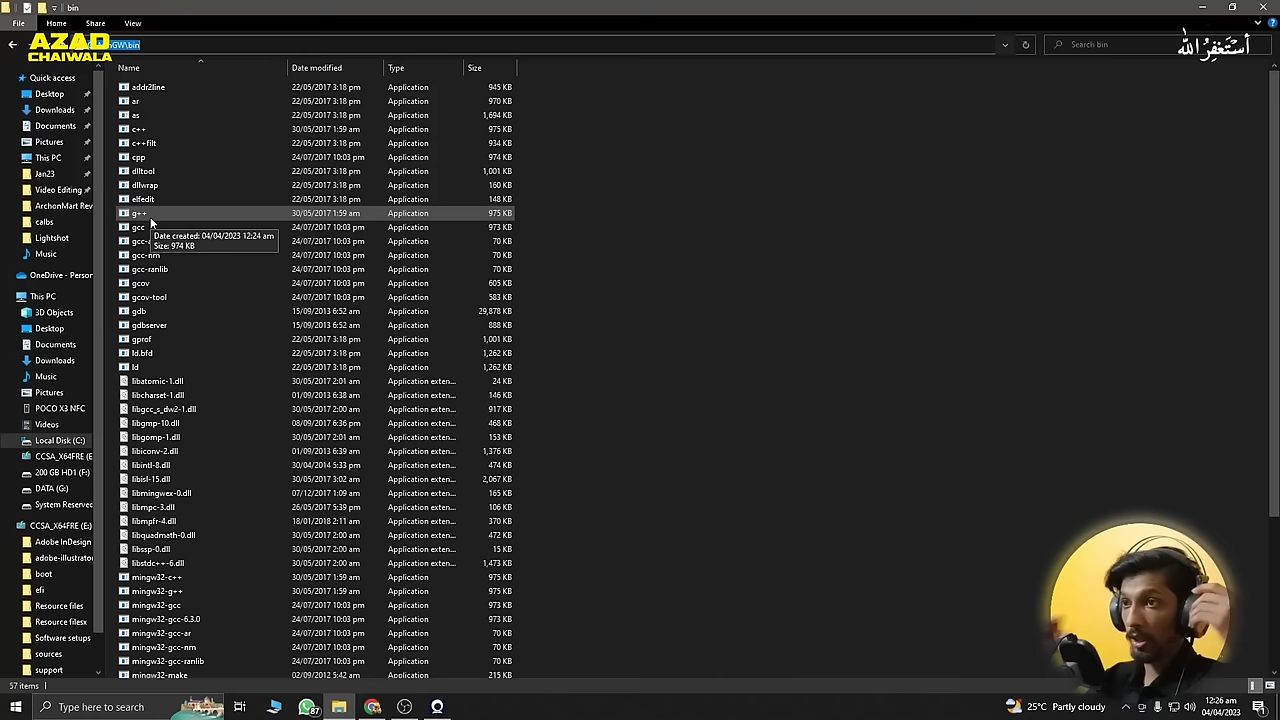 bin
File Home Share View
AZAD
CHAIWALA
GW\bin
Search bin
أستغفر الله
Name Date modified Type Size
Quick access
Desktop
Downloads
Documents
Pictures
This PC
Jan23
Video Editing
ArchonMart Rev
calbs
Lightshot
Music
OneDrive - Person
This PC
3D Objects
Desktop
Documents
Downloads
Music
Pictures
POCO X3 NFC
Videos
Local Disk (C:)
CCSA_X64FRE (E
200 GB HD1 (F:)
DATA (G:)
System Reserved
CCSA_X64FRE (E:)
Adobe InDesign
adobe-illustrator
boot
efi
Resource files
Resource filesx
Software setups
sources
support
addr2line 22/05/2017 3:18 pm Application 945 KB
ar 22/05/2017 3:18 pm Application 970 KB
as 22/05/2017 3:18 pm Application 1,694 KB
c++ 30/05/2017 1:59 am Application 975 KB
c++filt 22/05/2017 3:18 pm Application 934 KB
cpp 24/07/2017 10:03 pm Application 974 KB
dlltool 22/05/2017 3:18 pm Application 1,001 KB
dllwrap 22/05/2017 3:18 pm Application 160 KB
elfedit 22/05/2017 3:18 pm Application 148 KB
g++ 30/05/2017 1:59 am Application 975 KB
gcc 24/07/2017 10:03 pm Application 973 KB
Date created: 04/04/2023 12:24 am
Size: 974 KB
gcc-a 24/07/2017 10:03 pm Application 70 KB
gcc-nm 24/07/2017 10:03 pm Application 70 KB
gcc-ranlib 24/07/2017 10:03 pm Application 70 KB
gcov 24/07/2017 10:03 pm Application 605 KB
gcov-tool 24/07/2017 10:03 pm Application 583 KB
gdb 15/09/2013 6:52 am Application 29,878 KB
gdbserver 15/09/2013 6:52 am Application 888 KB
gprof 22/05/2017 3:18 pm Application 1,001 KB
ld.bfd 22/05/2017 3:18 pm Application 1,262 KB
ld 22/05/2017 3:18 pm Application 1,262 KB
libatomic-1.dll 30/05/2017 2:01 am Application exten... 24 KB
libcharset-1.dll 01/09/2013 6:38 am Application exten... 146 KB
libgcc_s_dw2-1.dll 30/05/2017 2:00 am Application exten... 917 KB
libgmp-10.dll 08/09/2017 6:36 pm Application exten... 468 KB
libgomp-1.dll 30/05/2017 2:01 am Application exten... 153 KB
libiconv-2.dll 01/09/2013 6:39 am Application exten... 1,376 KB
libintl-8.dll 30/04/2014 5:33 pm Application exten... 474 KB
libisl-15.dll 30/05/2015 3:02 am Application exten... 2,067 KB
libmingwex-0.dll 07/12/2017 1:09 am Application exten... 165 KB
libmpc-3.dll 26/05/2017 5:39 pm Application exten... 106 KB
libmpfr-4.dll 18/01/2018 2:11 am Application exten... 370 KB
libquadmath-0.dll 30/05/2017 2:00 am Application exten... 472 KB
libssp-0.dll 30/05/2017 2:00 am Application exten... 15 KB
libstdc++-6.dll 30/05/2017 2:00 am Application exten... 1,473 KB
mingw32-c++ 30/05/2017 1:59 am Application 975 KB
mingw32-g++ 30/05/2017 1:59 am Application 975 KB
mingw32-gcc 24/07/2017 10:03 pm Application 973 KB
mingw32-gcc-6.3.0 24/07/2017 10:03 pm Application 973 KB
mingw32-gcc-ar 24/07/2017 10:03 pm Application 70 KB
mingw32-gcc-nm 24/07/2017 10:03 pm Application 70 KB
mingw32-gcc-ranlib 24/07/2017 10:03 pm Application 70 KB
mingw32-make 02/09/2012 5:42 am Application 215 KB
57 items
Type here to search
87
25°C Partly cloudy
12:26 am
04/04/2023
1